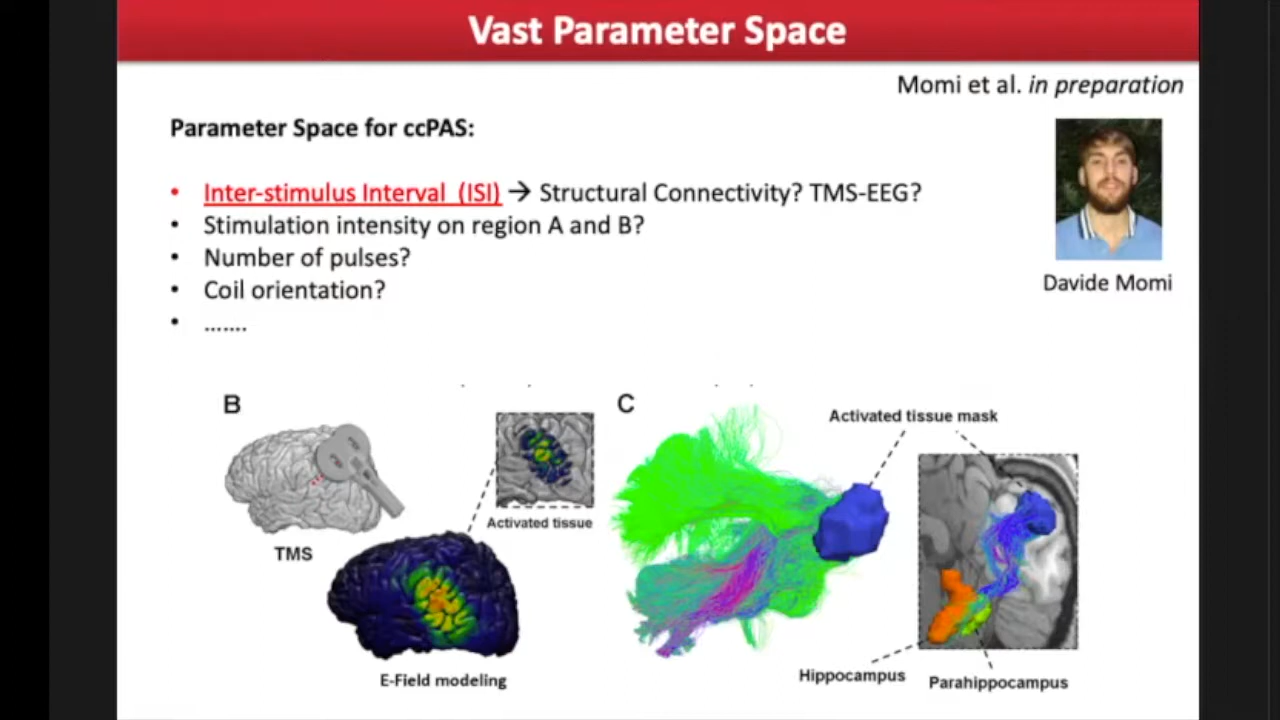 Vast Parameter Space
Momi et al. in preparation
Parameter Space for ccPAS:
• Inter-stimulus Interval (ISI) → Structural Connectivity? TMS-EEG?
• Stimulation intensity on region A and B?
• Number of pulses?
• Coil orientation?
• .......
Davide Momi
B
TMS
Activated tissue
E-Field modeling
C
Activated tissue mask
Hippocampus
Parahippocampus